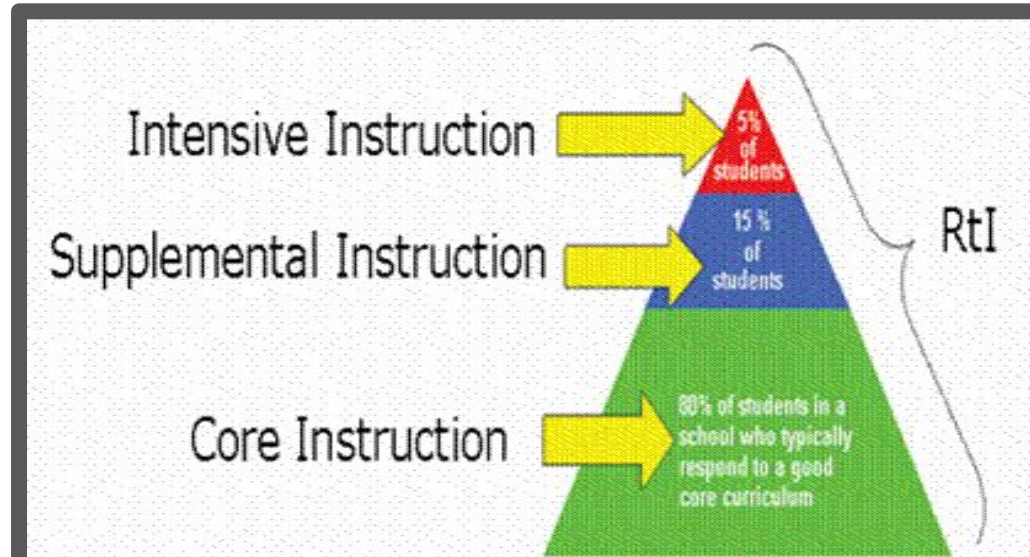 Intensive Instruction
5%
of
students
RtI
Supplemental Instruction
15 %
of
students
Core Instruction
80% of students in a
school who typically
respond to a good
core curriculum